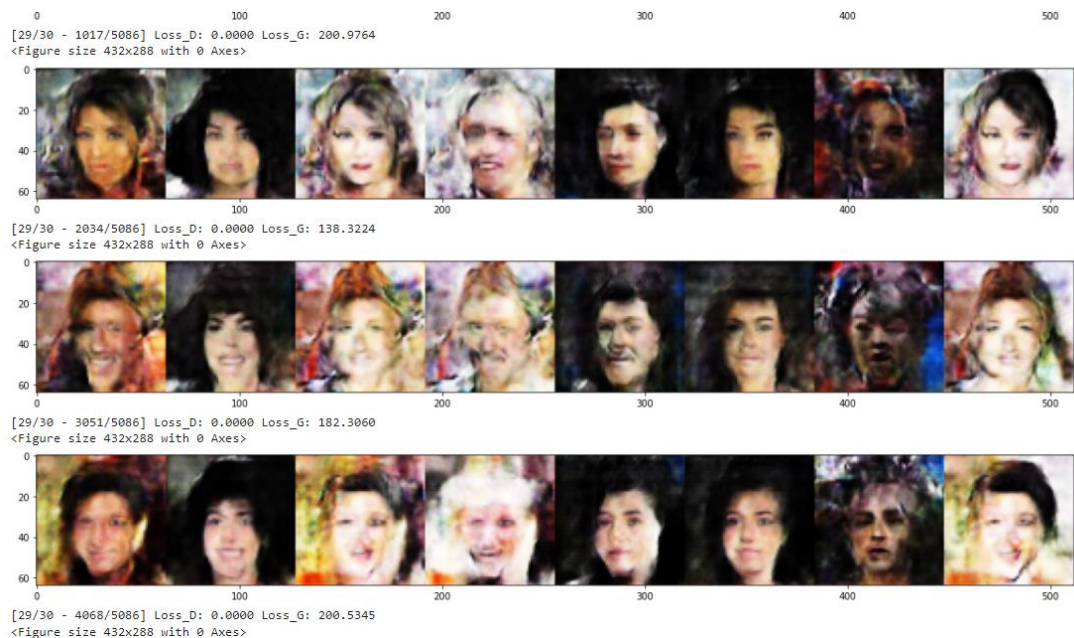 0 100 200 300 400 500
[29/30 - 1017/5086] Loss_D: 0.0000 Loss_G: 200.9764
<Figure size 432x288 with 0 Axes>
0
20
40
60
0 100 200 300 400 500
[29/30 - 2034/5086] Loss_D: 0.0000 Loss_G: 138.3224
<Figure size 432x288 with 0 Axes>
0
20
40
60
0 100 200 300 400 500
[29/30 - 3051/5086] Loss_D: 0.0000 Loss_G: 182.3060
<Figure size 432x288 with 0 Axes>
0
20
40
60
0 100 200 300 400 500
[29/30 - 4068/5086] Loss_D: 0.0000 Loss_G: 200.5345
<Figure size 432x288 with 0 Axes>